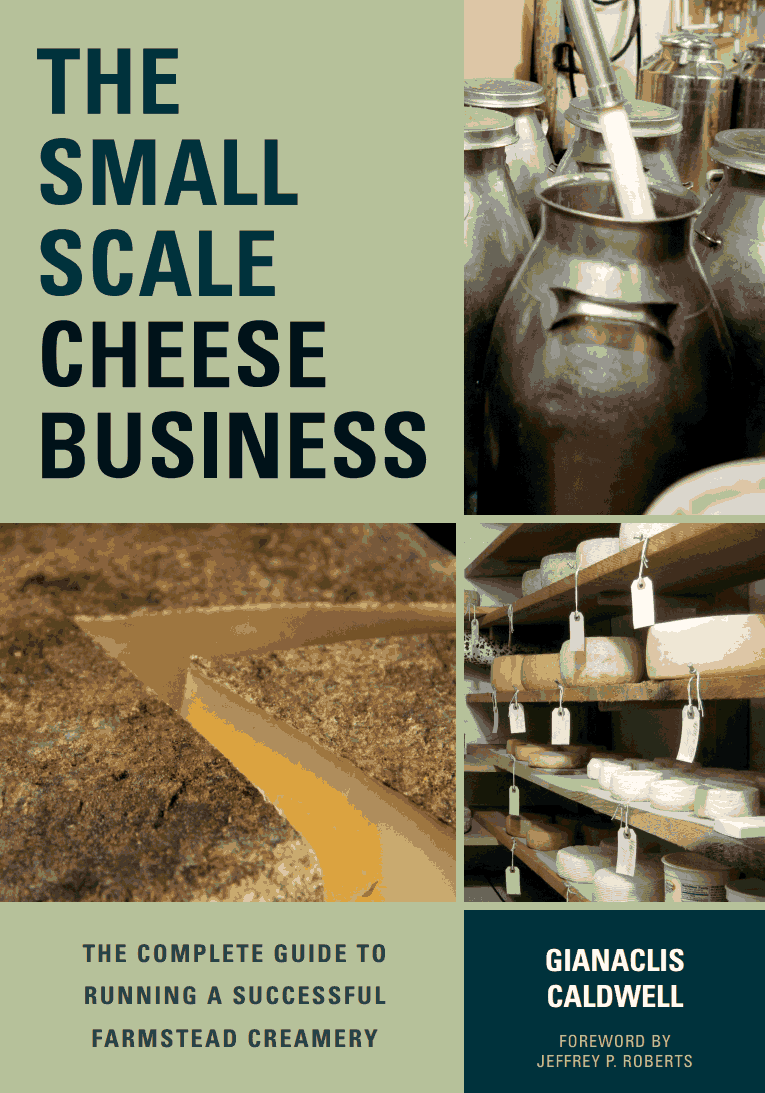 THE
SMALL
SCALE
CHEESE
BUSINESS
THE COMPLETE GUIDE TO
RUNNING A SUCCESSFUL
FARMSTEAD CREAMERY
GIANACLIS
CALDWELL
FOREWORD BY
JEFFREY P. ROBERTS